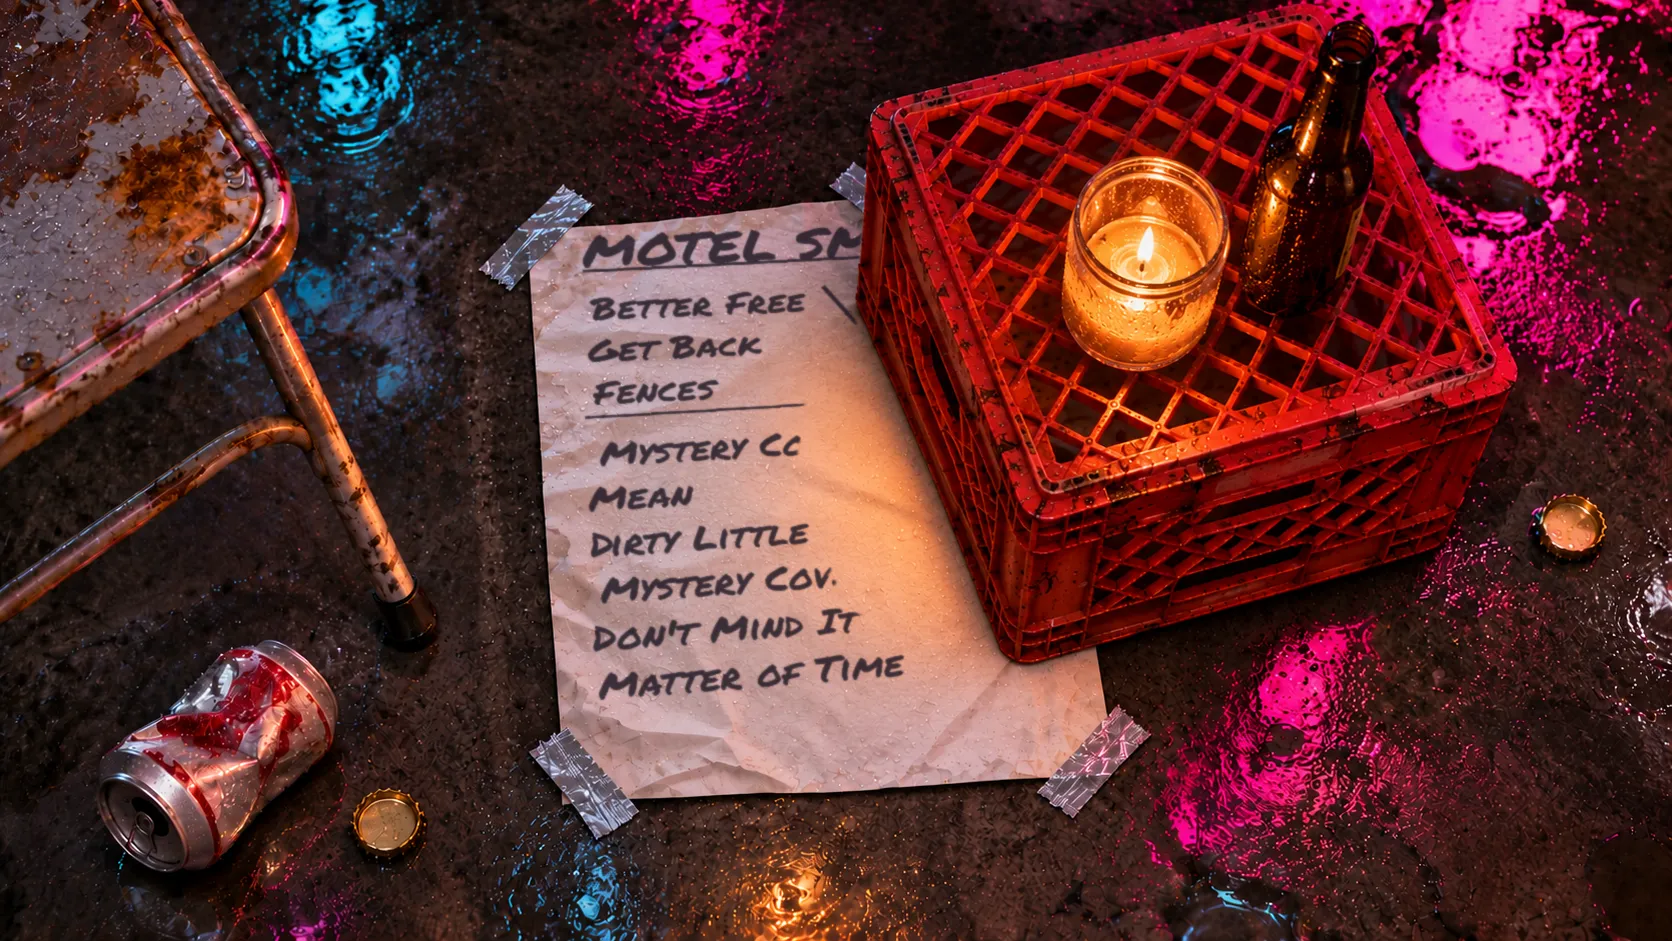 MOTEL SM
BETTER FREE
GET BACK
FENCES
MYSTERY CO
MEAN
DIRTY LITTLE
MYSTERY COV.
DON'T MIND IT
MATTER OF TIME